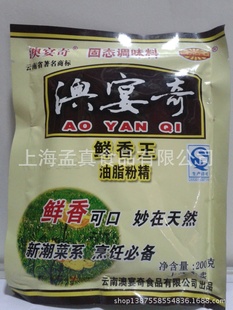 澳宴奇 固态调味料
云南省著名商标
澳宴奇
AO YAN QI
鲜香王
油脂粉精
上海孟真食品有限公司
鲜香可口 妙在天然
新潮菜系 烹饪必备
净含量:200克
云南澳宴奇食品有限公司出品
shop1387558554836.1688.com